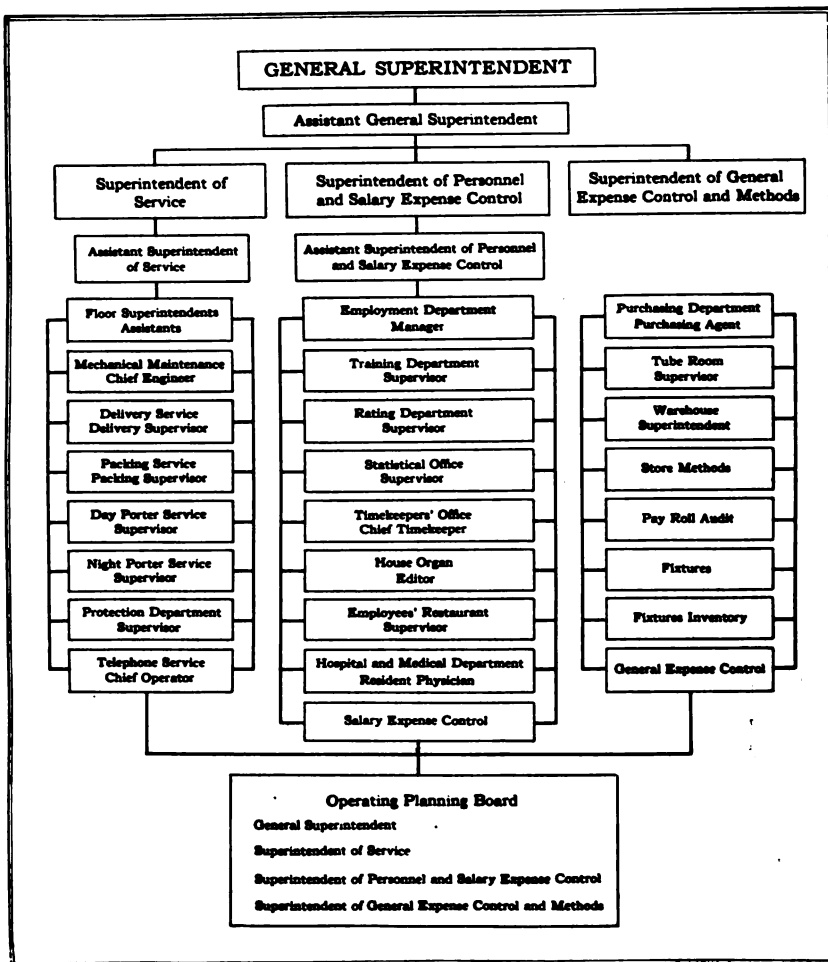 GENERAL SUPERINTENDENT
Assistant General Superintendent
Superintendent of
Service
Superintendent of Personnel
and Salary Expense Control
Superintendent of General
Expense Control and Methods
Assistant Superintendent
of Service
Assistant Superintendent of Personnel
and Salary Expense Control
Floor Superintendents
Assistants
Mechanical Maintenance
Chief Engineer
Delivery Service
Delivery Supervisor
Packing Service
Packing Supervisor
Day Porter Service
Supervisor
Night Porter Service
Supervisor
Protection Department
Supervisor
Telephone Service
Chief Operator
Employment Department
Manager
Training Department
Supervisor
Rating Department
Supervisor
Statistical Office
Supervisor
Timekeepers' Office
Chief Timekeeper
House Organ
Editor
Employees' Restaurant
Supervisor
Hospital and Medical Department
Resident Physician
Salary Expense Control
Purchasing Department
Purchasing Agent
Tube Room
Supervisor
Warehouse
Superintendent
Store Methods
Pay Roll Audit
Fixtures
Fixtures Inventory
General Expense Control
Operating Planning Board
General Superintendent
Superintendent of Service
Superintendent of Personnel and Salary Expense Control
Superintendent of General Expense Control and Methods